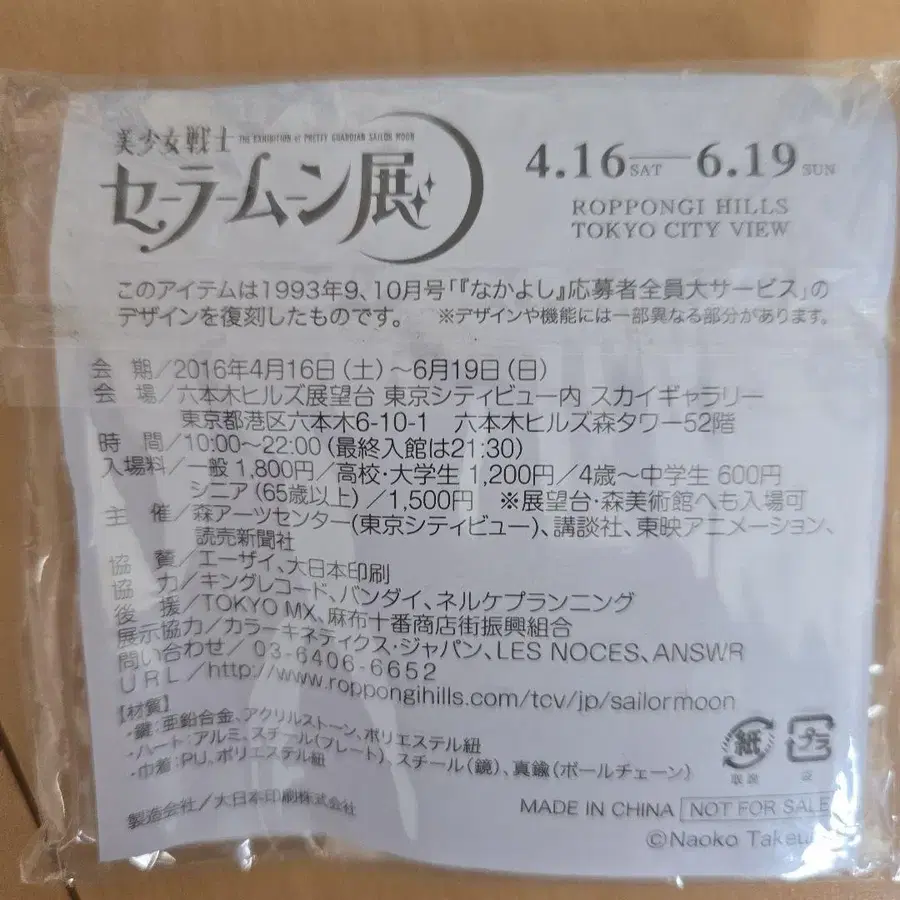 美少女戦士 THE EXHIBITION of PRETTY GUARDIAN SAILOR MOON
セーラームーン展
4.16 SAT — 6.19 SUN
ROPPONGI HILLS
TOKYO CITY VIEW
このアイテムは1993年9、10月号「『なかよし』応募者全員大サービス」の
デザインを復刻したものです。 ※デザインや機能には一部異なる部分があります。
会 期/2016年4月16日(土)~6月19日(日)
会 場/六本木ヒルズ展望台 東京シティビュー内 スカイギャラリー
東京都港区六本木6-10-1 六本木ヒルズ森タワー52階
時 間/10:00~22:00(最終入館は21:30)
入場料/一般 1,800円/高校・大学生 1,200円/4歳~中学生 600円
シニア(65歳以上)/1,500円 ※展望台・森美術館へも入場可
主 催/森アーツセンター(東京シティビュー)、講談社、東映アニメーション、
読売新聞社
協 賛/エーザイ、大日本印刷
協 力/キングレコード、バンダイ、ネルケプランニング
後 援/TOKYO MX、麻布十番商店街振興組合
展示協力/カラーキネティクス・ジャパン、LES NOCES、ANSWR
問い合わせ/03-6406-6652
URL/http://www.roppongihills.com/tcv/jp/sailormoon
【材質】
・鍵:亜鉛合金、アクリルストーン、ポリエステル紐
・ハート:アルミ、スチール(プレート)
・巾着:PU、ポリエステル紐、スチール(鏡)、真鍮(ボールチェーン)
製造会社/大日本印刷株式会社
紙
プラ
取説
袋
MADE IN CHINA NOT FOR SALE
©Naoko Takeu